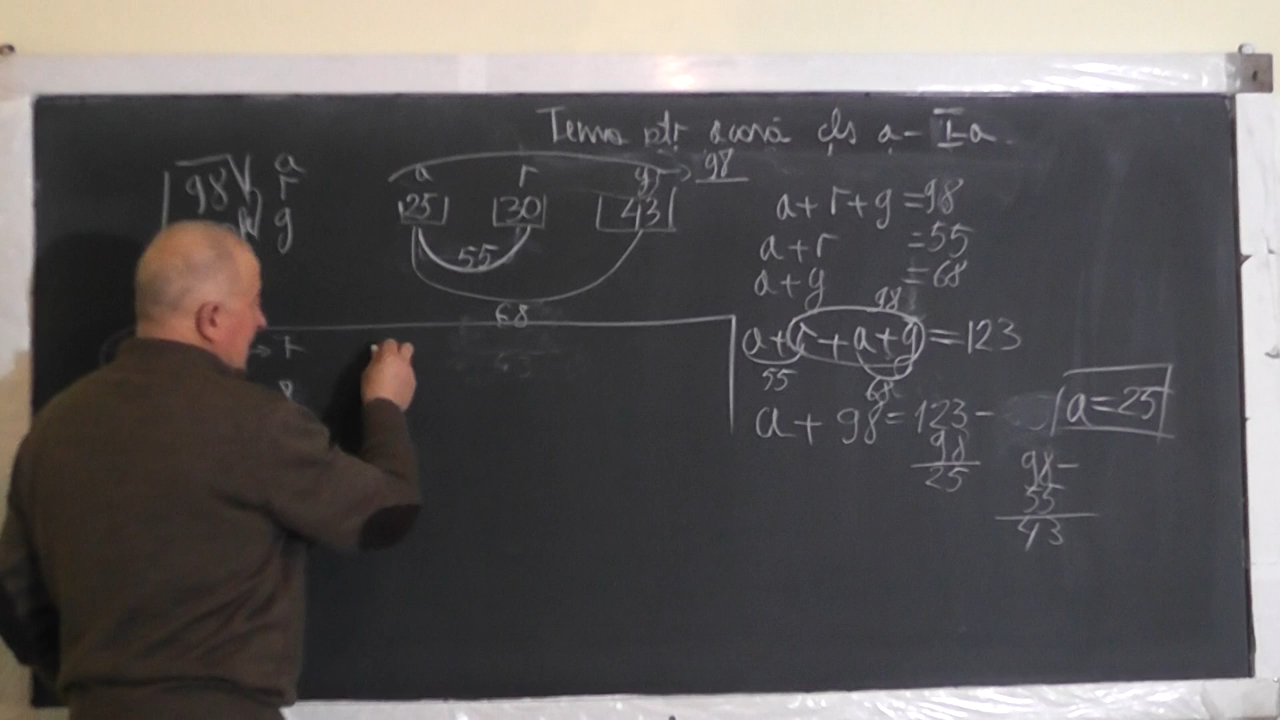 Tema ptr acasă cls a-I-a
98 a
r
g
a r g
98
25 30 43
55
68
a+r+g=98
a+r =55
a+g =68
98
a+r+a+g=123
55 68
a+98=123-
98
25
a=25
98-
55
43
r